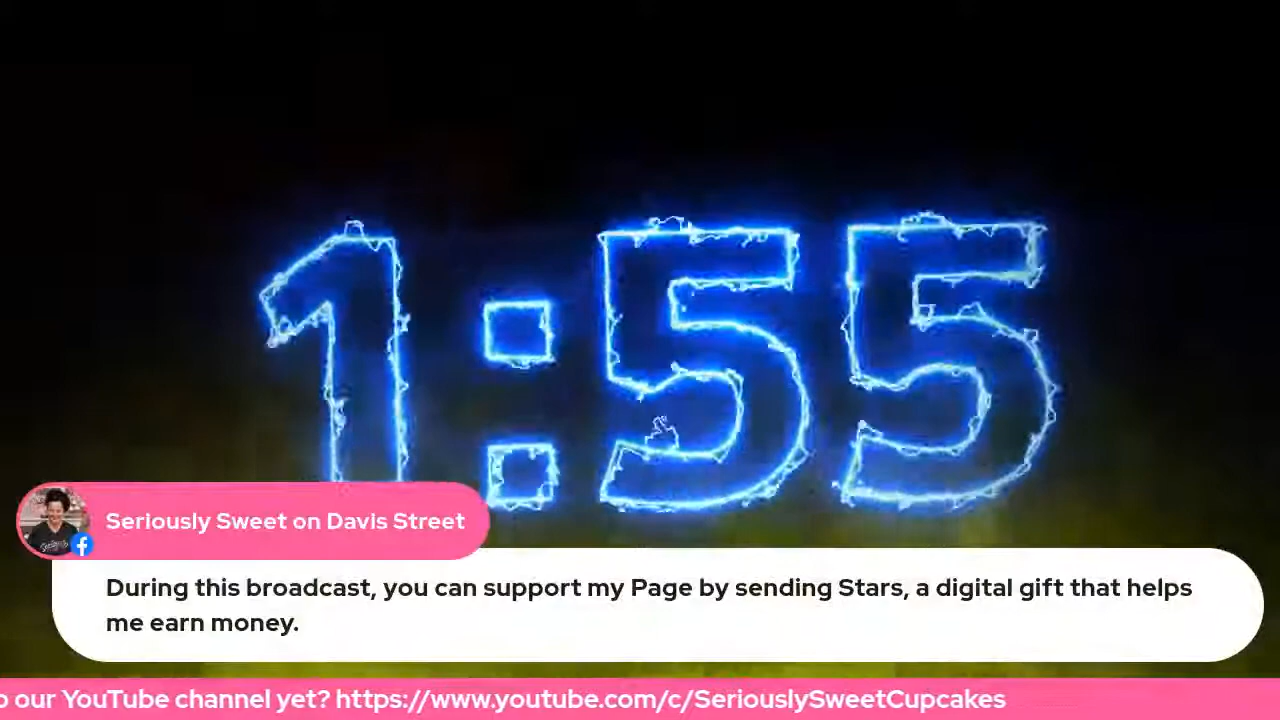 1:55
Seriously Sweet on Davis Street
During this broadcast, you can support my Page by sending Stars, a digital gift that helps
me earn money.
our YouTube channel yet? https://www.youtube.com/c/SeriouslySweetCupcakes